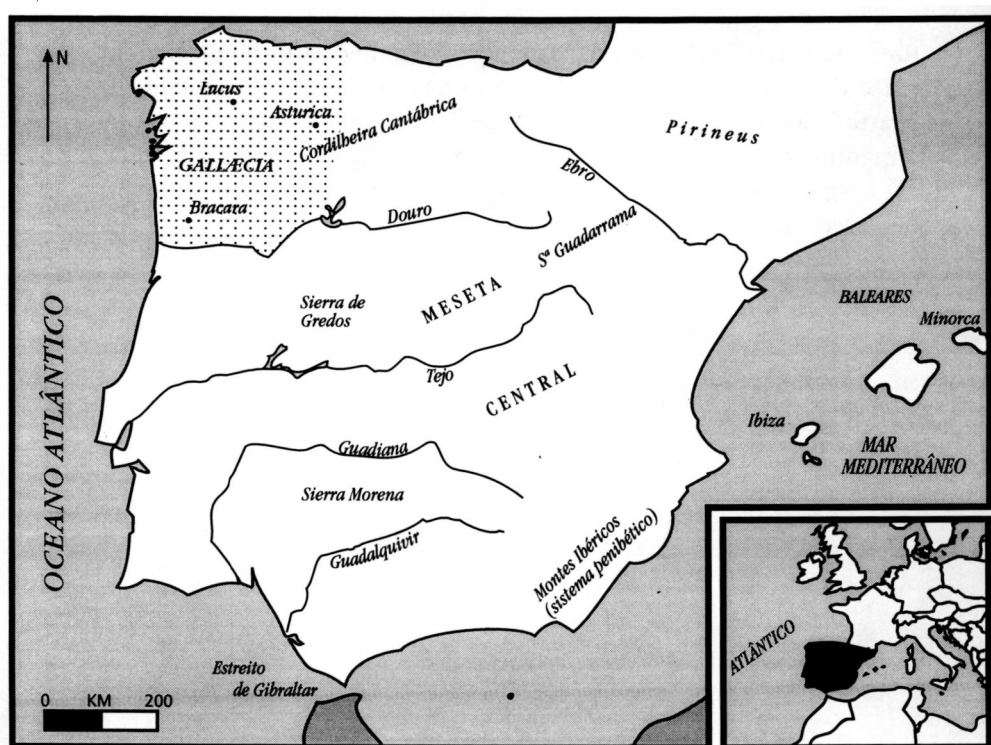 N
Lucus
Asturica
Cordilheira Cantábrica
GALLÆCIA
Bracara
Pirineus
Ebro
Douro
Sª Guadarrama
MESETA
CENTRAL
Sierra de
Gredos
Tejo
BALEARES
Minorca
Ibiza
MAR
MEDITERRÂNEO
OCEANO ATLÂNTICO
Guadiana
Sierra Morena
Guadalquivir
Montes Ibéricos
(sistema penibético)
Estreito
de Gibraltar
0 KM 200
ATLÂNTICO